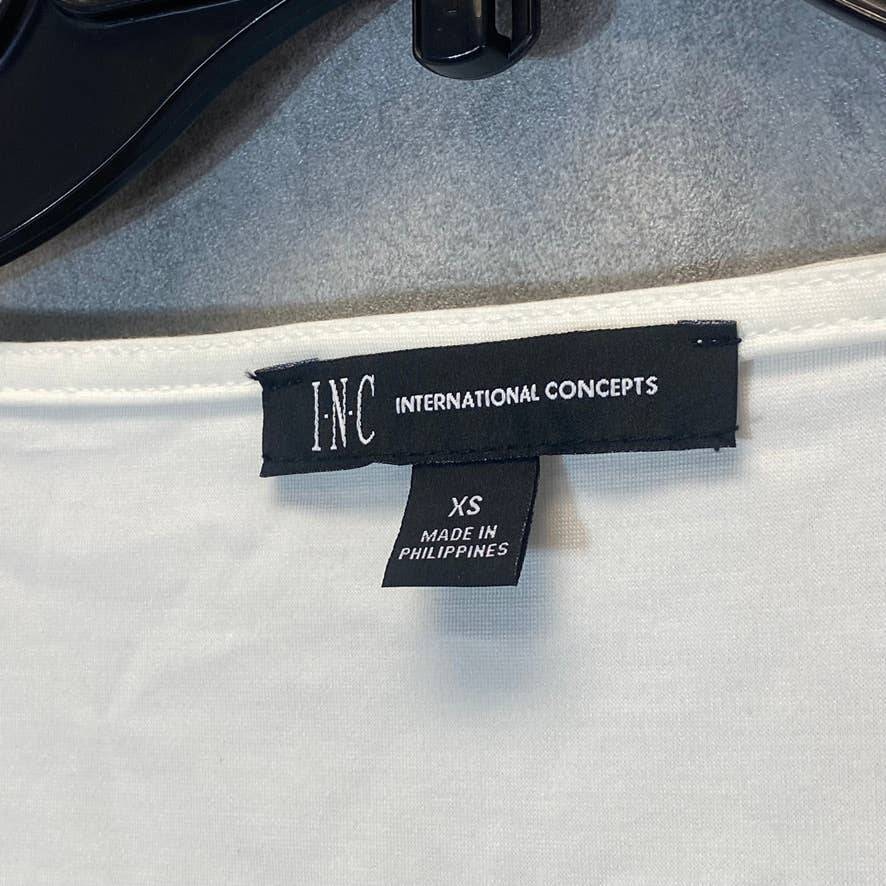 I·N·C INTERNATIONAL CONCEPTS
XS
MADE IN
PHILIPPINES